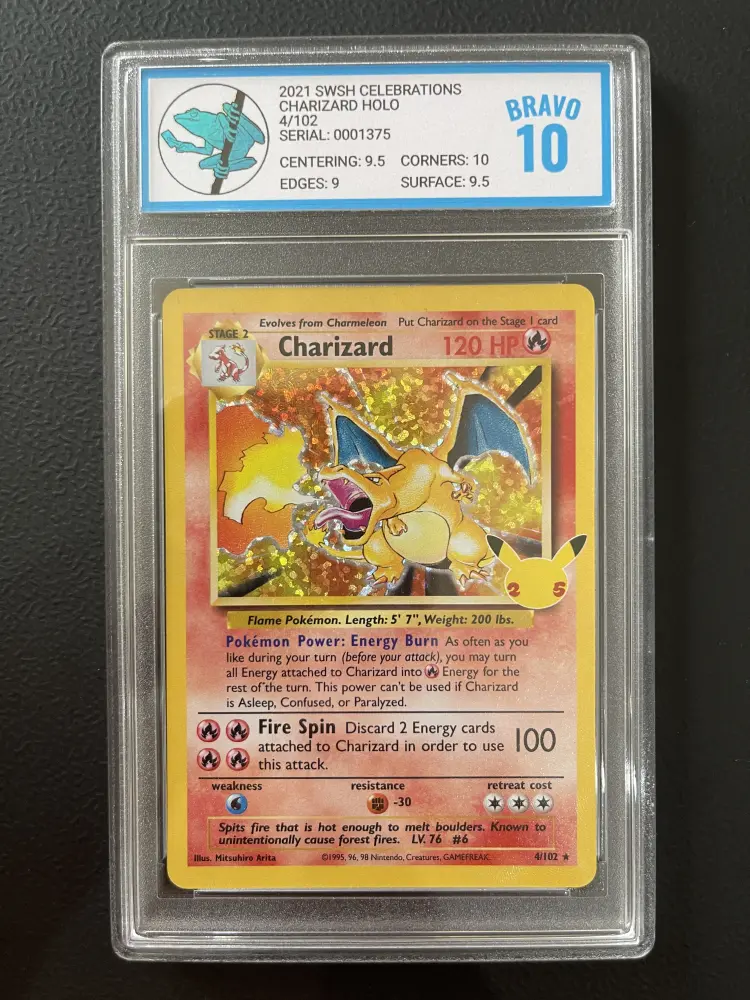 2021 SWSH CELEBRATIONS
CHARIZARD HOLO
4/102
SERIAL: 0001375
CENTERING: 9.5 CORNERS: 10
EDGES: 9 SURFACE: 9.5
BRAVO
10
Evolves from Charmeleon Put Charizard on the Stage 1 card
STAGE 2
Charizard 120 HP
25
Flame Pokémon. Length: 5' 7", Weight: 200 lbs.
Pokémon Power: Energy Burn As often as you
like during your turn (before your attack), you may turn
all Energy attached to Charizard into Energy for the
rest of the turn. This power can't be used if Charizard
is Asleep, Confused, or Paralyzed.
Fire Spin Discard 2 Energy cards
attached to Charizard in order to use 100
this attack.
weakness resistance retreat cost
-30
Spits fire that is hot enough to melt boulders. Known to
unintentionally cause forest fires. LV. 76 #6
Illus. Mitsuhiro Arita ©1995, 96, 98 Nintendo, Creatures, GAMEFREAK. 4/102 ★